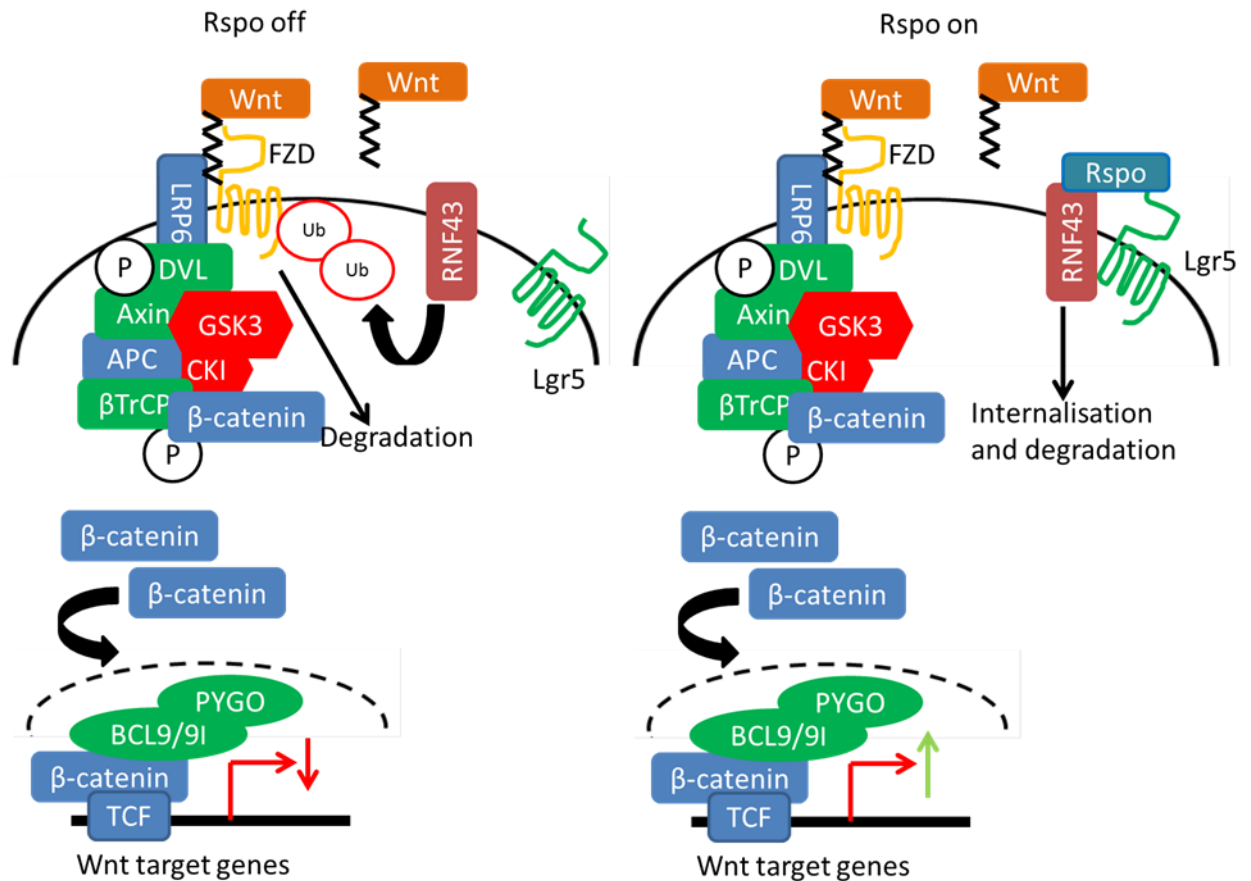 Rspo off
Wnt
Wnt
FZD
LRP6
Ub
Ub
RNF43
P
DVL
Axin
GSK3
APC
CKI
Lgr5
βTrCP
β-catenin
Degradation
P
β-catenin
β-catenin
PYGO
BCL9/9I
β-catenin
TCF
Wnt target genes
Rspo on
Wnt
Wnt
FZD
Rspo
LRP6
RNF43
P
DVL
Lgr5
Axin
GSK3
APC
CKI
βTrCP
β-catenin
Internalisation
and degradation
P
β-catenin
β-catenin
PYGO
BCL9/9I
β-catenin
TCF
Wnt target genes